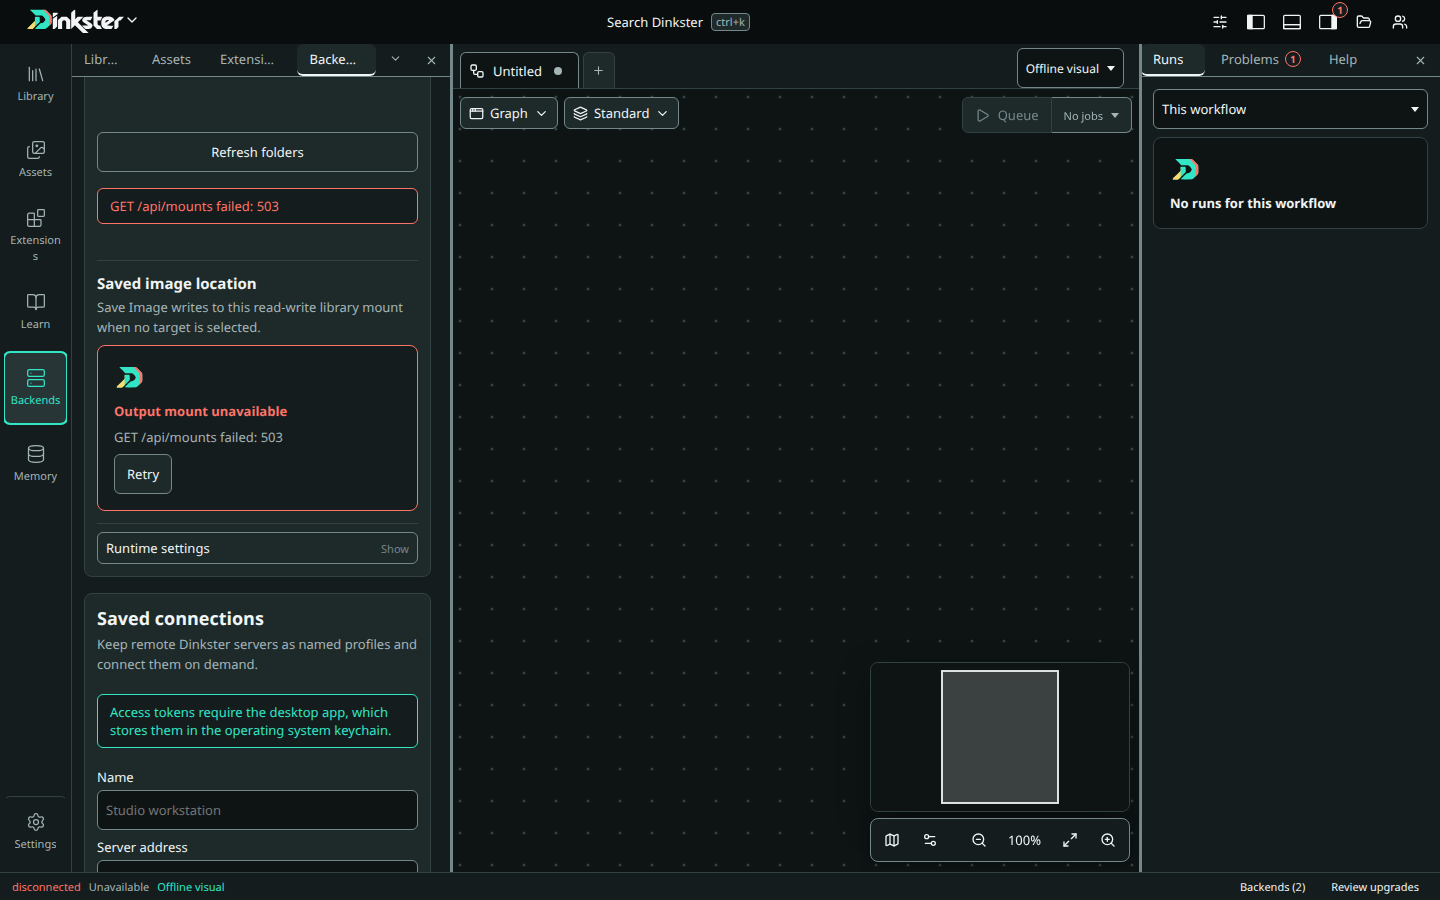 Dinkster
Search Dinkster ctrl+k
1
Libr...
Assets
Extensi...
Backe...
Untitled
Offline visual
Runs
Problems 1
Help
Library
Assets
Extension
s
Learn
Backends
Memory
Settings
Refresh folders
GET /api/mounts failed: 503
Saved image location
Save Image writes to this read-write library mount
when no target is selected.
Output mount unavailable
GET /api/mounts failed: 503
Retry
Runtime settings Show
Saved connections
Keep remote Dinkster servers as named profiles and
connect them on demand.
Access tokens require the desktop app, which
stores them in the operating system keychain.
Name
Studio workstation
Server address
Graph
Standard
Queue
No jobs
100%
This workflow
No runs for this workflow
disconnected Unavailable Offline visual
Backends (2) Review upgrades